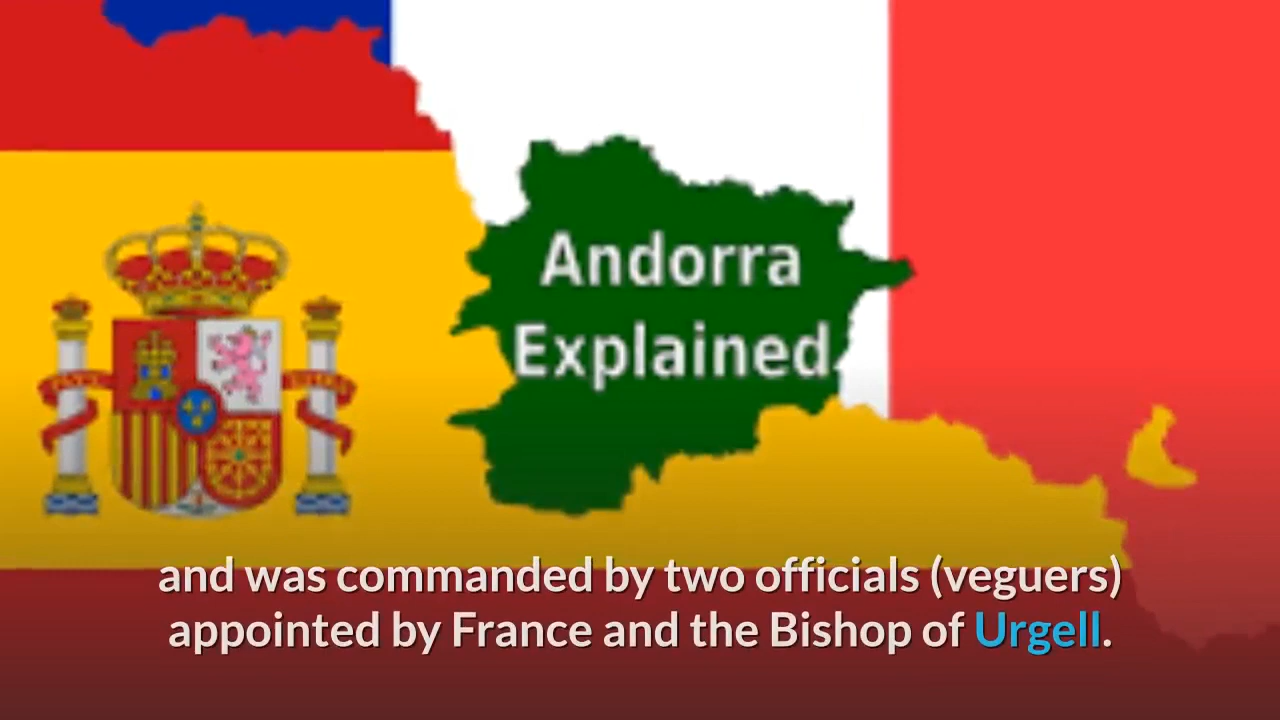 Andorra
Explained
and was commanded by two officials (veguers)
appointed by France and the Bishop of Urgell.